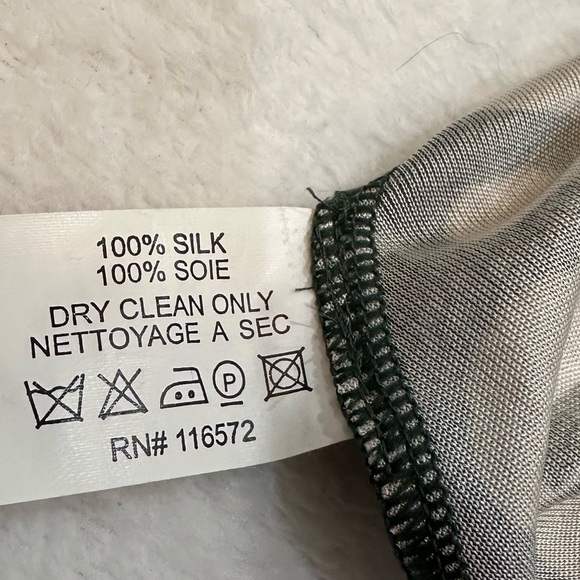 100% SILK
100% SOIE
DRY CLEAN ONLY
NETTOYAGE A SEC
P
RN# 116572